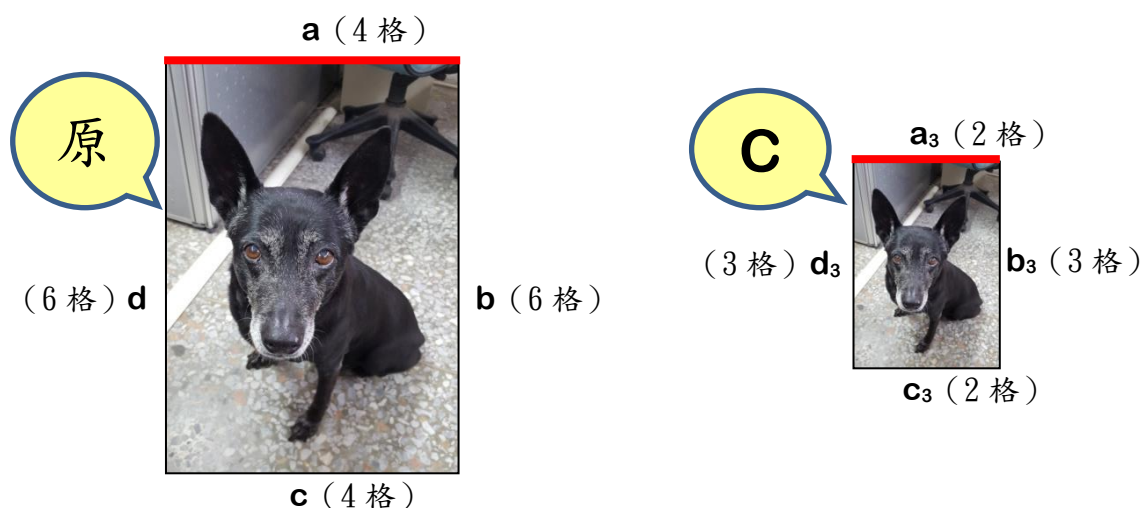 a（4 格）
原
（6 格）d
b（6 格）
c（4 格）
C
a₃（2 格）
（3 格）d₃
b₃（3 格）
c₃（2 格）